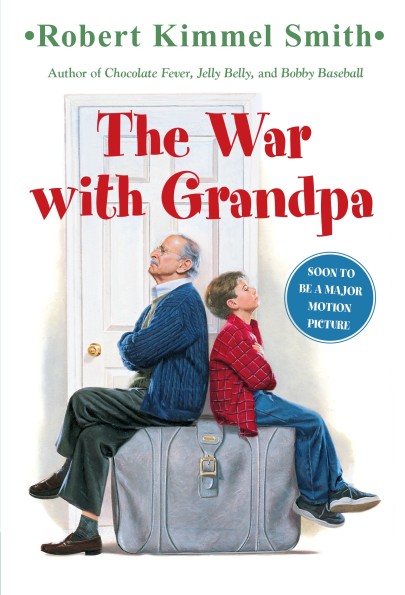 •Robert Kimmel Smith•
Author of Chocolate Fever, Jelly Belly, and Bobby Baseball
The War
with Grandpa
SOON TO
BE A MAJOR
MOTION
PICTURE